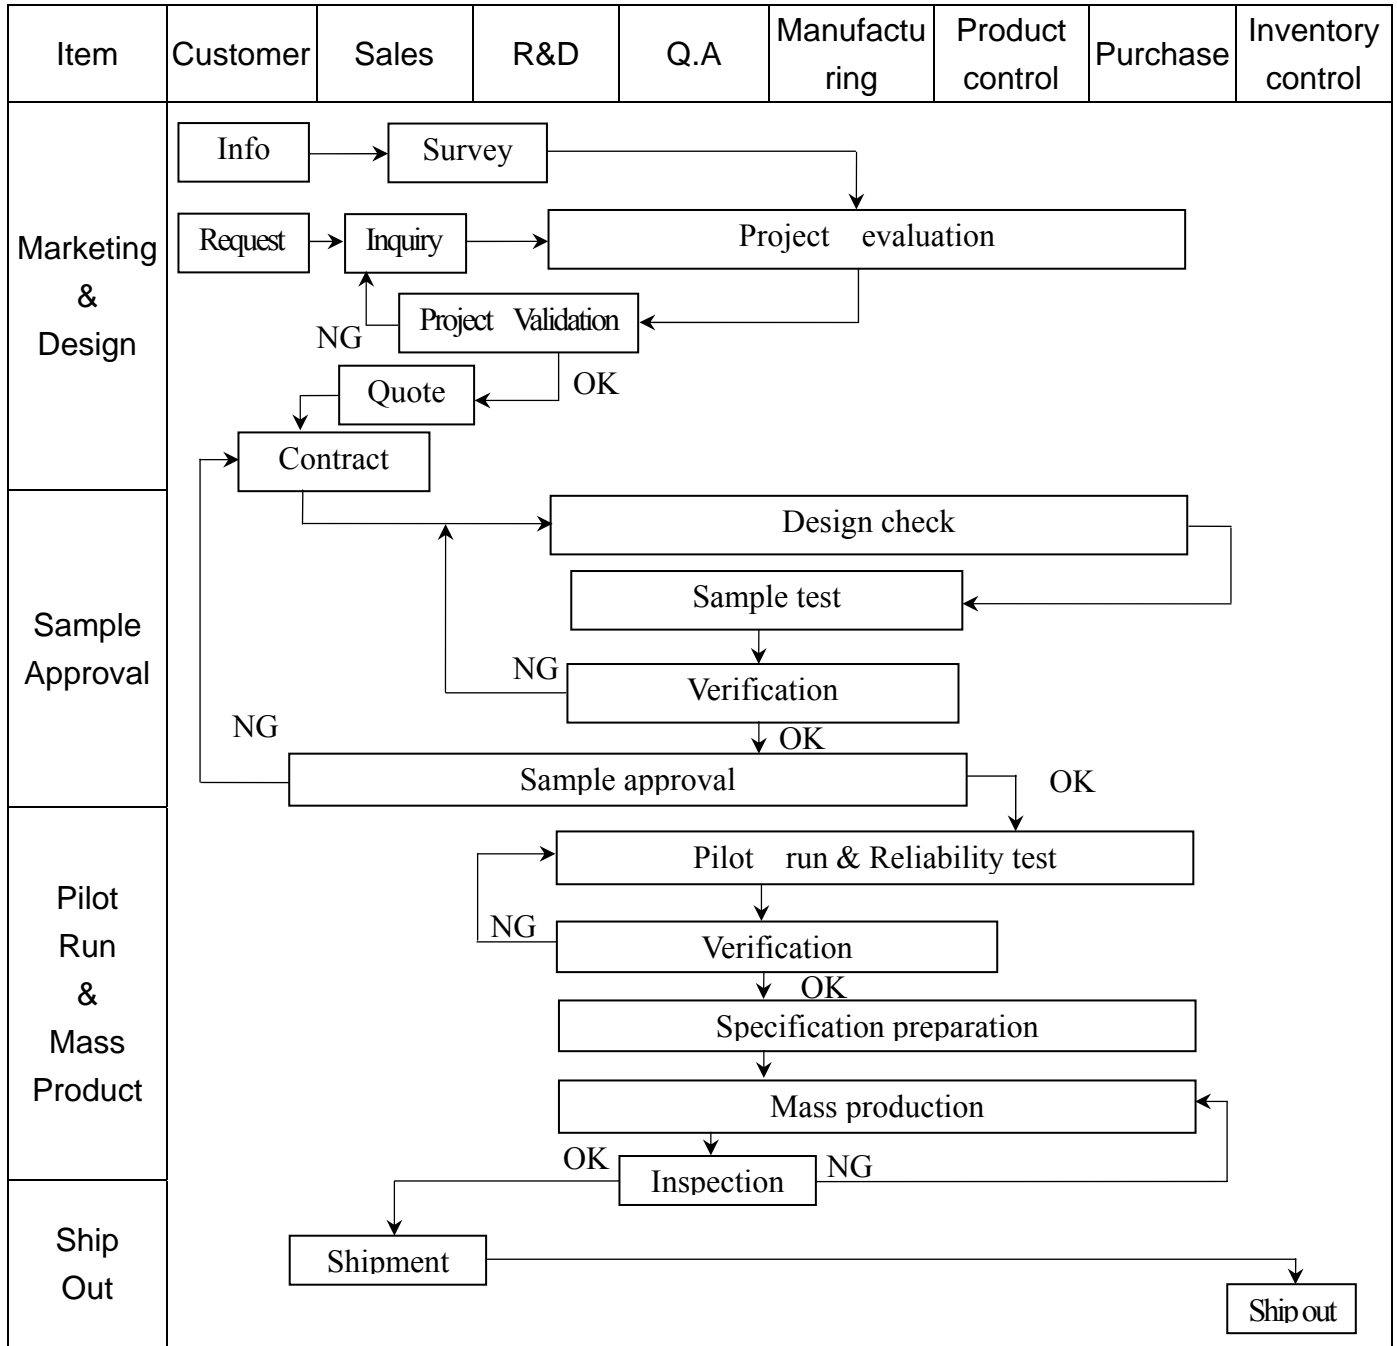 Item
Customer
Sales
R&D
Q.A
Manufactu
ring
Product
control
Purchase
Inventory
control
Marketing
&
Design
Info
Survey
Request
Inquiry
Project evaluation
NG
Project Validation
Quote
OK
Contract
Sample
Approval
Design check
Sample test
NG
Verification
NG
OK
Sample approval
OK
Pilot
Run
&
Mass
Product
Pilot run & Reliability test
NG
Verification
OK
Specification preparation
Mass production
OK
Inspection
NG
Ship
Out
Shipment
Ship out